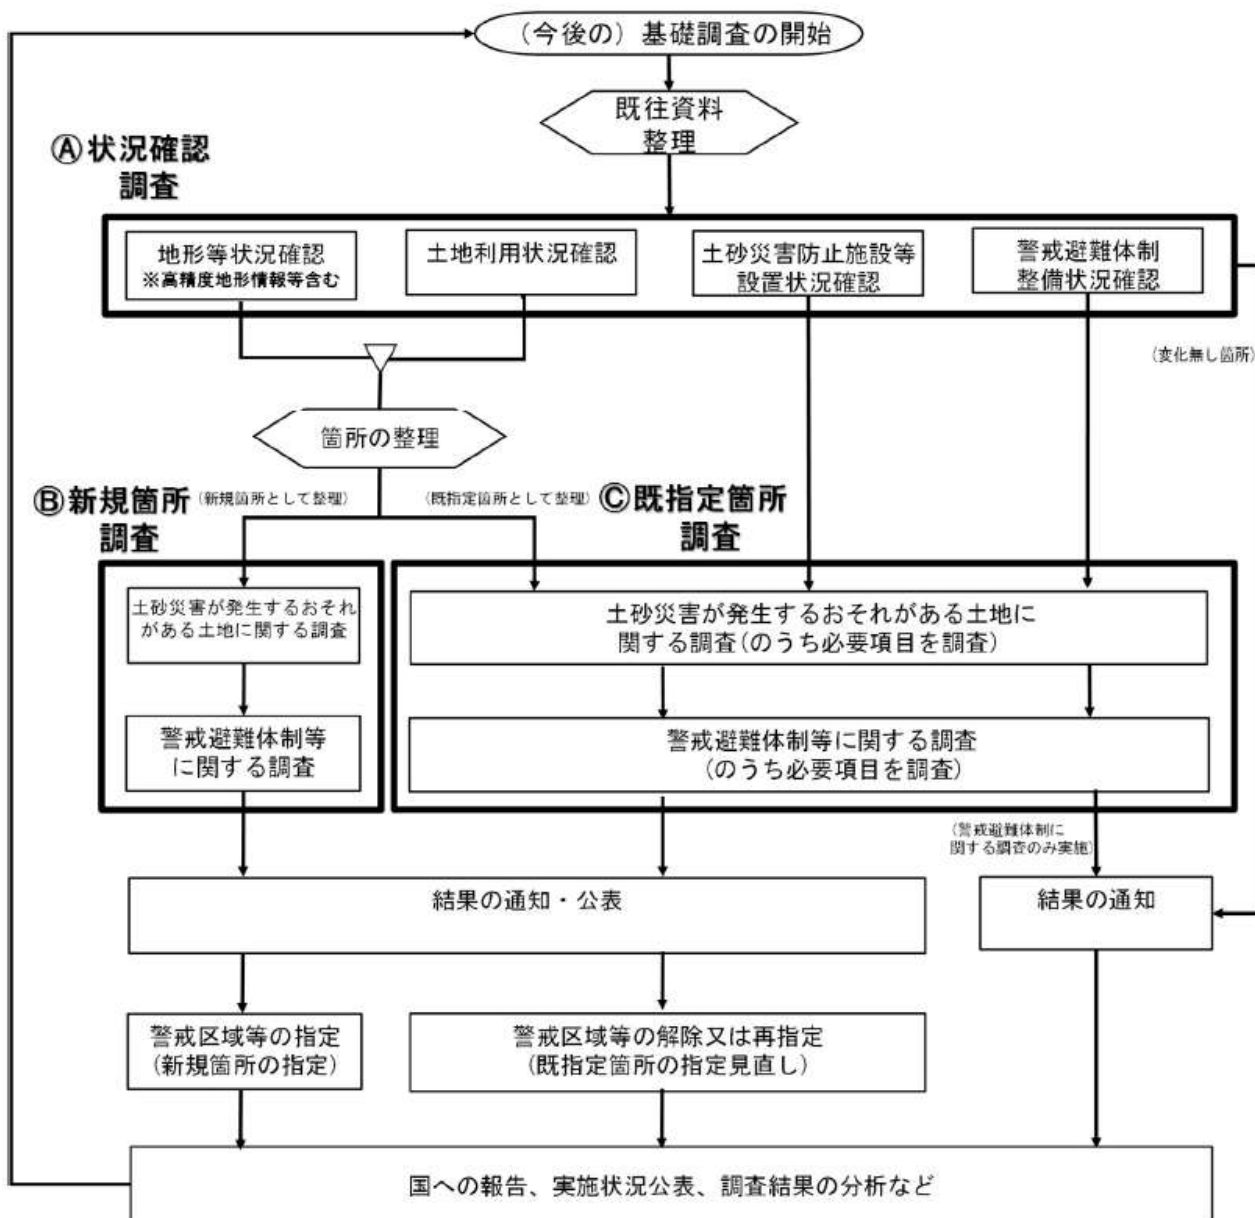 (今後の) 基礎調査の開始
既往資料
整理
Ⓐ状況確認
調査
地形等状況確認
※高精度地形情報等含む
土地利用状況確認
土砂災害防止施設等
設置状況確認
警戒避難体制
整備状況確認
(変化無し箇所)
箇所の整理
Ⓑ新規箇所
調査
(新規箇所として整理)
(既指定箇所として整理)
Ⓒ既指定箇所
調査
土砂災害が発生するおそれ
がある土地に関する調査
土砂災害が発生するおそれがある土地に
関する調査(のうち必要項目を調査)
警戒避難体制等
に関する調査
警戒避難体制等に関する調査
(のうち必要項目を調査)
(警戒避難体制に
関する調査のみ実施)
結果の通知・公表
結果の通知
警戒区域等の指定
(新規箇所の指定)
警戒区域等の解除又は再指定
(既指定箇所の指定見直し)
国への報告、実施状況公表、調査結果の分析など